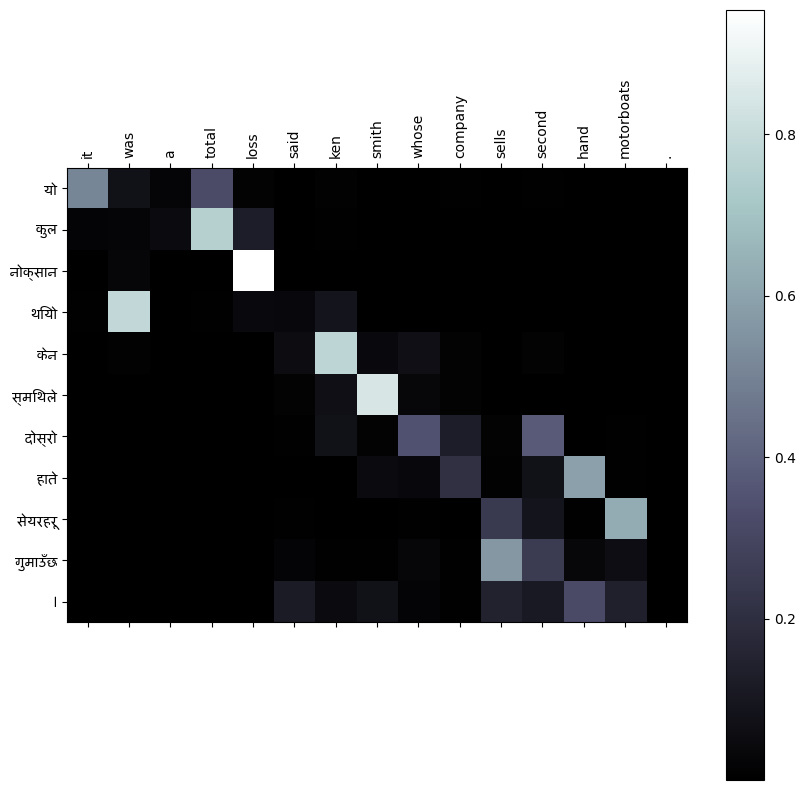 it was a total loss said ken smith whose company sells second hand motorboats .
यो
कुल
नोक्सान
थियो
केन
स्मिथले
दोस्रो
हाते
सेयरहरू
गुमाउँछ
।
0.8
0.6
0.4
0.2